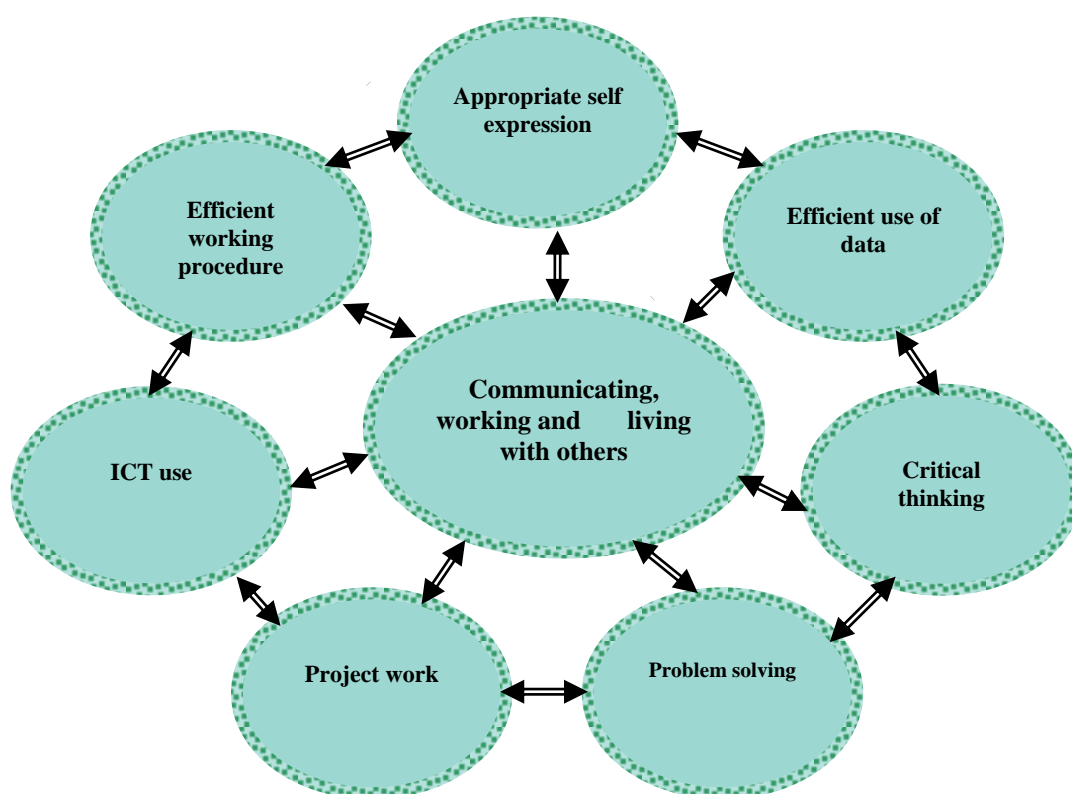 Appropriate self
expression
Efficient
working
procedure
Efficient use of
data
Communicating,
working and living
with others
ICT use
Critical
thinking
Project work
Problem solving